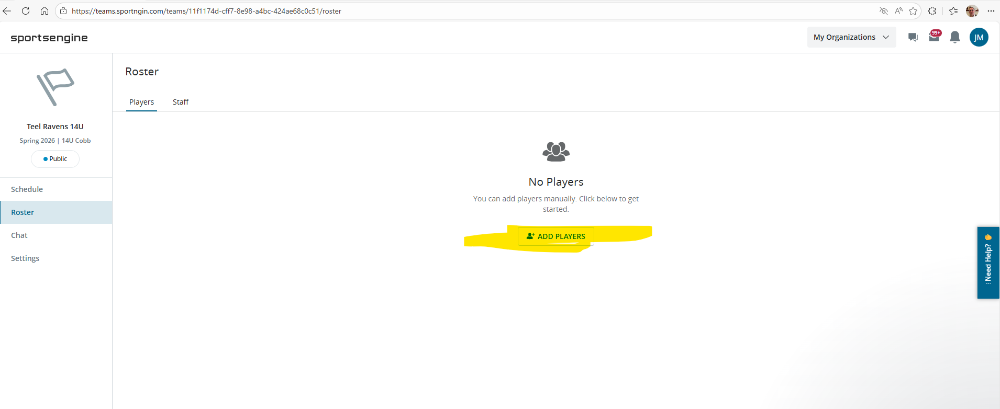 https://teams.sportngin.com/teams/11f1174d-cff7-8e98-a4bc-424ae68c0c51/roster
sportsengine
My Organizations
99+
JM
Teel Ravens 14U
Spring 2026 | 14U Cobb
Public
Schedule
Roster
Chat
Settings
Roster
Players
Staff
No Players
You can add players manually. Click below to get
started.
ADD PLAYERS
Need Help?